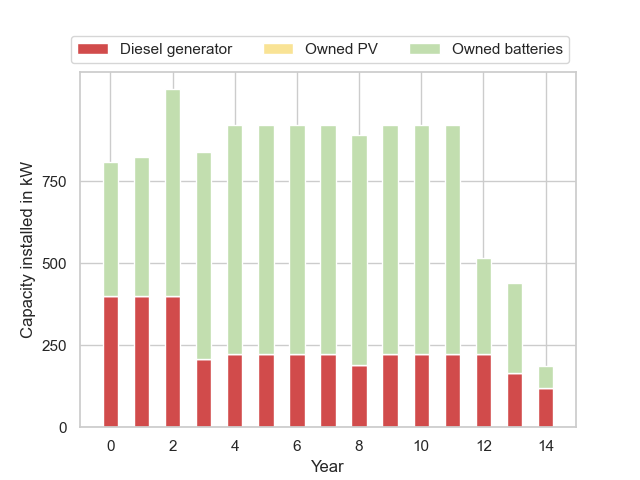 Diesel generator Owned PV Owned batteries
Capacity installed in kW
750
500
250
0
0 2 4 6 8 10 12 14
Year